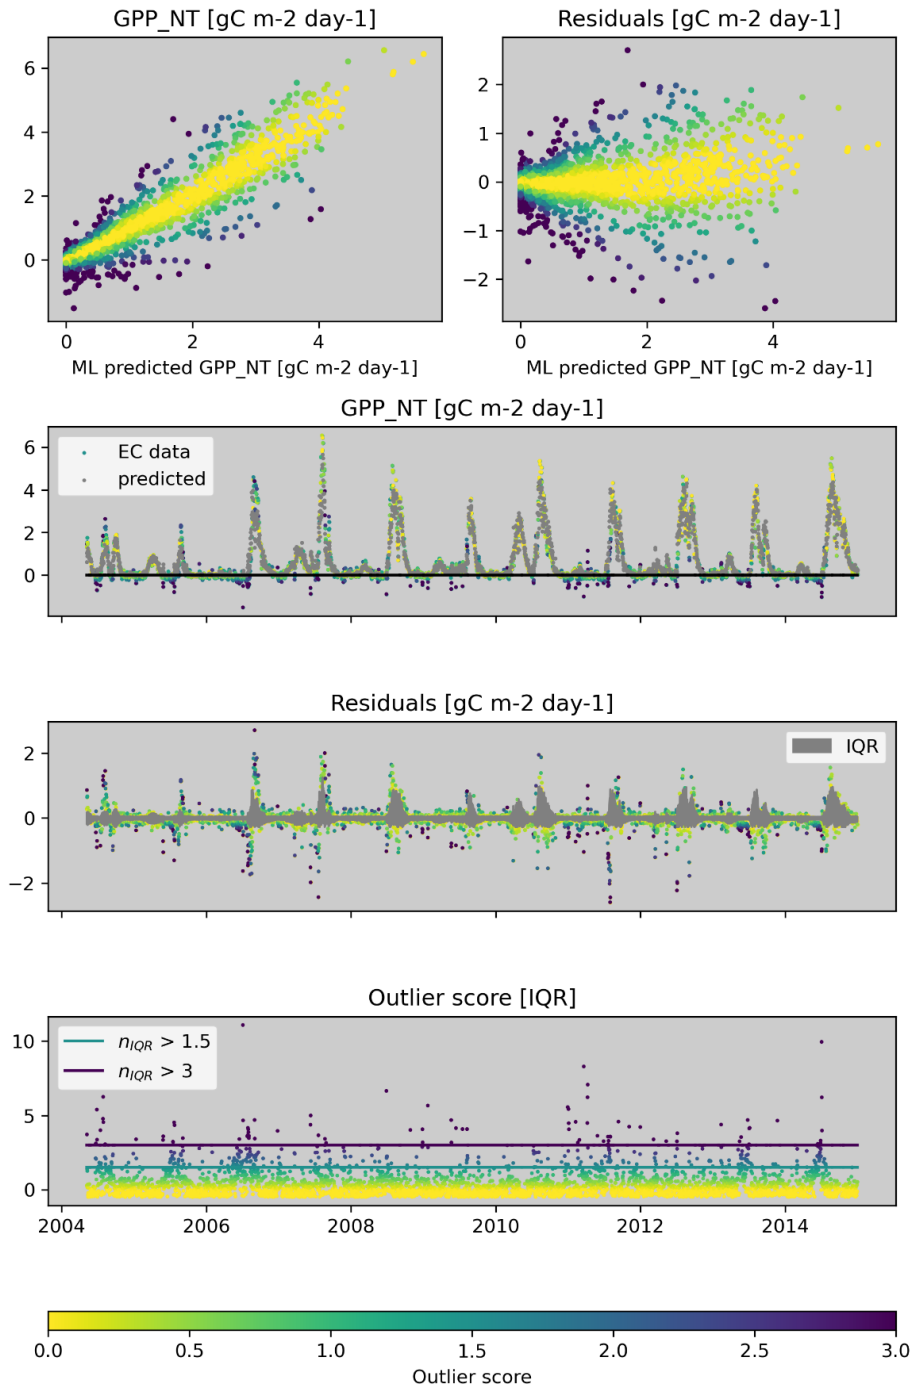 GPP_NT [gC m-2 day-1]
Residuals [gC m-2 day-1]
6
4
2
0
0
2
4
ML predicted GPP_NT [gC m-2 day-1]
2
1
0
−1
−2
0
2
4
ML predicted GPP_NT [gC m-2 day-1]
GPP_NT [gC m-2 day-1]
6
4
2
0
EC data
predicted
Residuals [gC m-2 day-1]
2
0
−2
IQR
Outlier score [IQR]
10
5
0
n_IQR > 1.5
n_IQR > 3
2004
2006
2008
2010
2012
2014
0.0
0.5
1.0
1.5
2.0
2.5
3.0
Outlier score